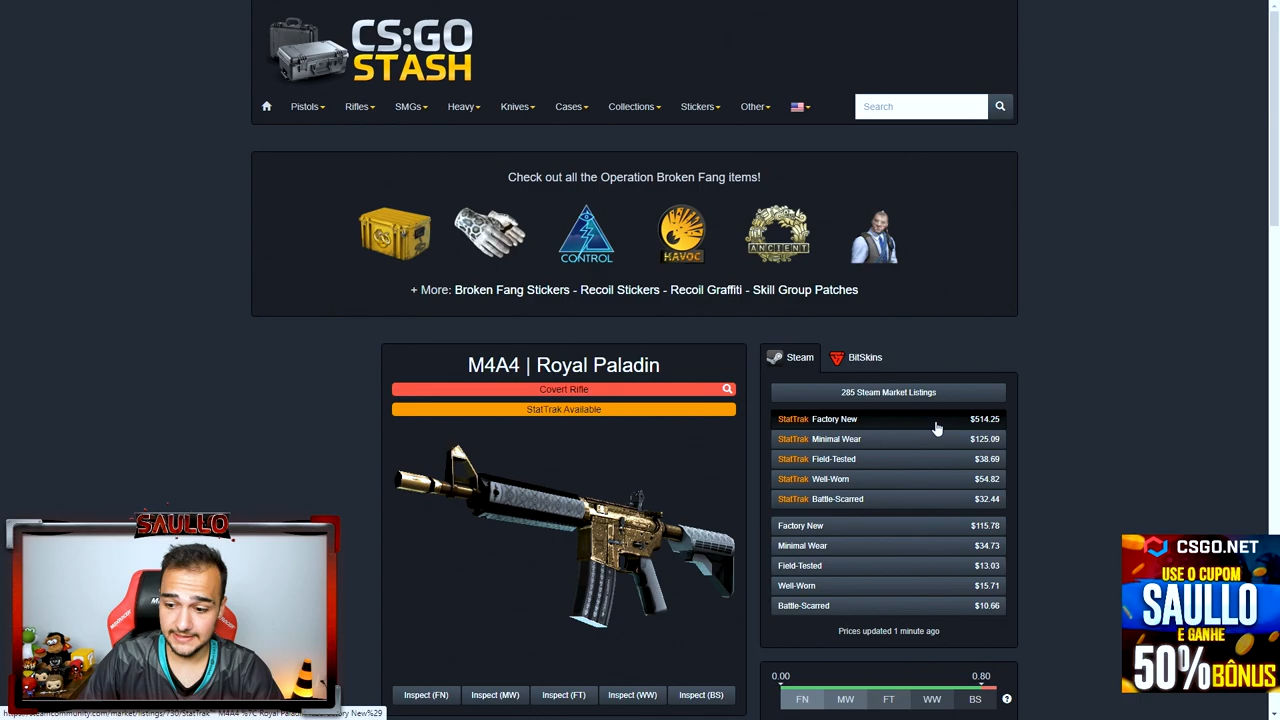 CS:GO
STASH
Pistols Rifles SMGs Heavy Knives Cases Collections Stickers Other Search
Check out all the Operation Broken Fang items!
CONTROL HAVOC ANCIENT
+ More: Broken Fang Stickers - Recoil Stickers - Recoil Graffiti - Skill Group Patches
M4A4 | Royal Paladin
Covert Rifle
StatTrak Available
Inspect (FN) Inspect (MW) Inspect (FT) Inspect (WW) Inspect (BS)
Steam BitSkins
285 Steam Market Listings
StatTrak Factory New $514.25
StatTrak Minimal Wear $125.09
StatTrak Field-Tested $38.69
StatTrak Well-Worn $54.82
StatTrak Battle-Scarred $32.44
Factory New $115.78
Minimal Wear $34.73
Field-Tested $13.03
Well-Worn $15.71
Battle-Scarred $10.66
Prices updated 1 minute ago
0.00 0.80
FN MW FT WW BS ?
SAULLO
CSGO.NET
USE O CUPOM
SAULLO
E GANHE
50% BÔNUS